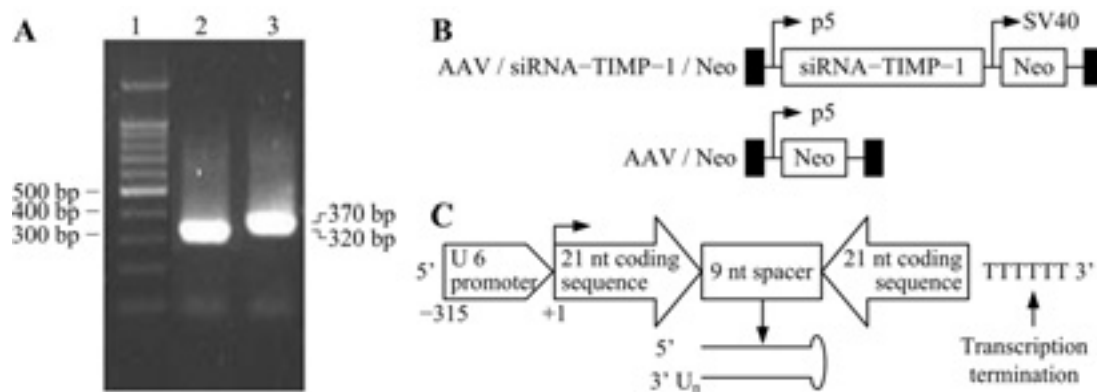 A
1 2 3
500 bp
400 bp
300 bp
370 bp
320 bp
B
p5
SV40
AAV / siRNA−TIMP−1 / Neo
siRNA−TIMP−1
Neo
p5
AAV / Neo
Neo
C
5’
U 6
promoter
21 nt coding
sequence
9 nt spacer
21 nt coding
sequence
TTTTTT 3’
−315
+1
5’
3’ Un
Transcription
termination